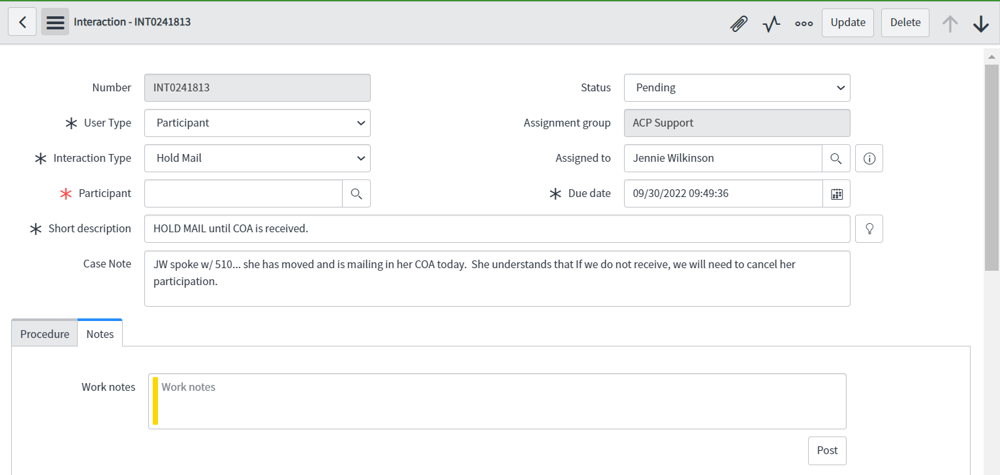 Interaction - INT0241813
Update
Delete
Number
INT0241813
Status
Pending
User Type
Participant
Assignment group
ACP Support
Interaction Type
Hold Mail
Assigned to
Jennie Wilkinson
Participant
Due date
09/30/2022 09:49:36
Short description
HOLD MAIL until COA is received.
Case Note
JW spoke w/ 510... she has moved and is mailing in her COA today.  She understands that If we do not receive, we will need to cancel her
participation.
Procedure
Notes
Work notes
Work notes
Post